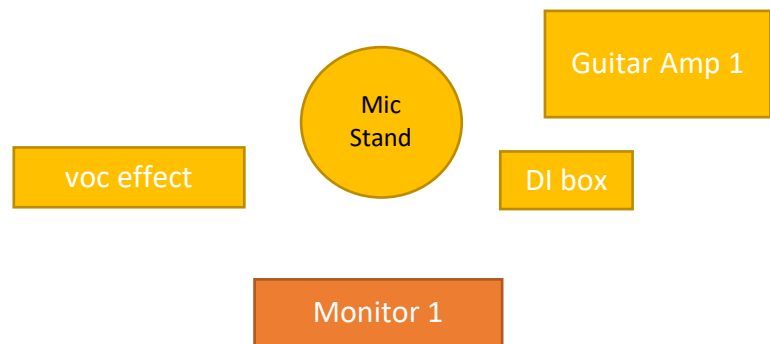 Guitar Amp 1
Mic
Stand
voc effect
DI box
Monitor 1